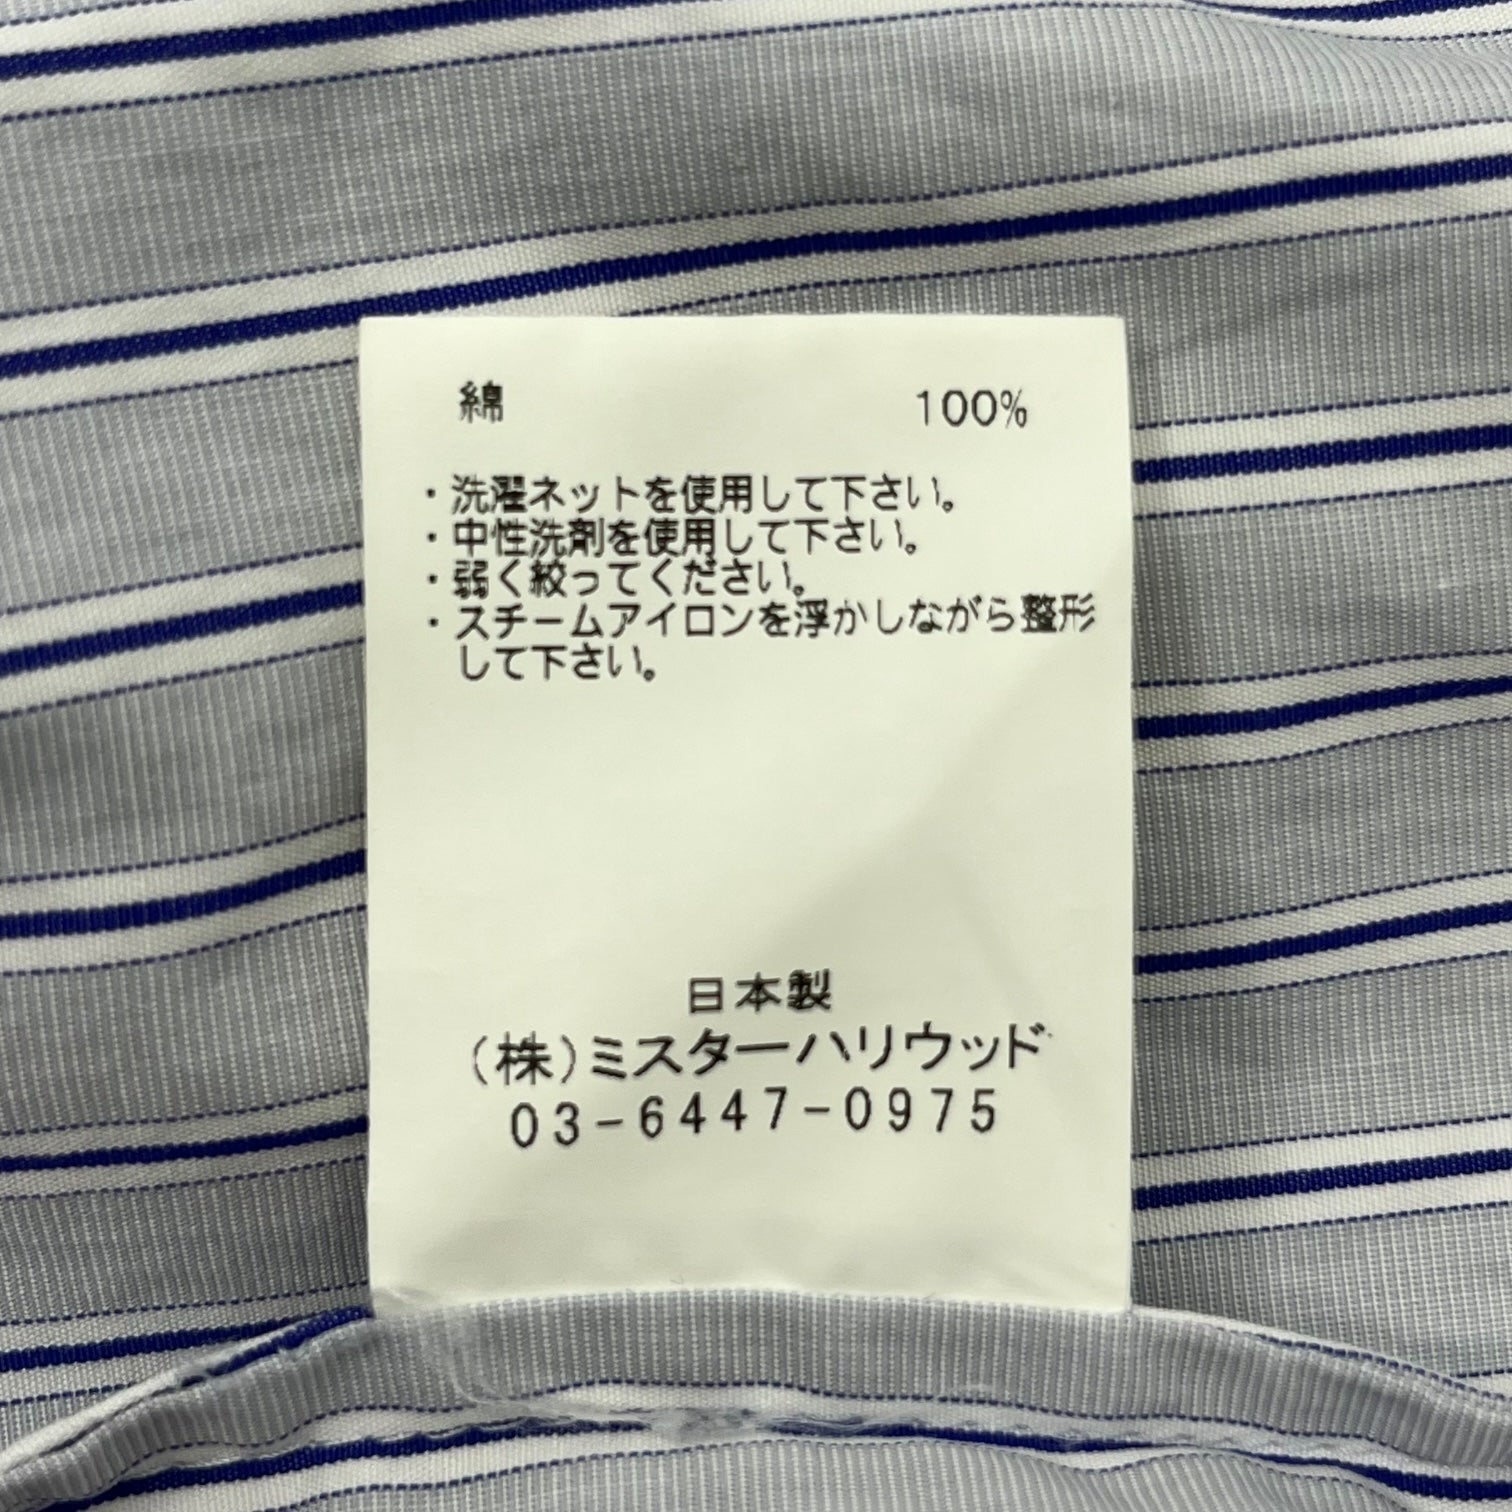 綿 100%
・洗濯ネットを使用して下さい。
・中性洗剤を使用して下さい。
・弱く絞ってください。
・スチームアイロンを浮かしながら整形
して下さい。
日本製
(株)ミスターハリウッド
03-6447-0975